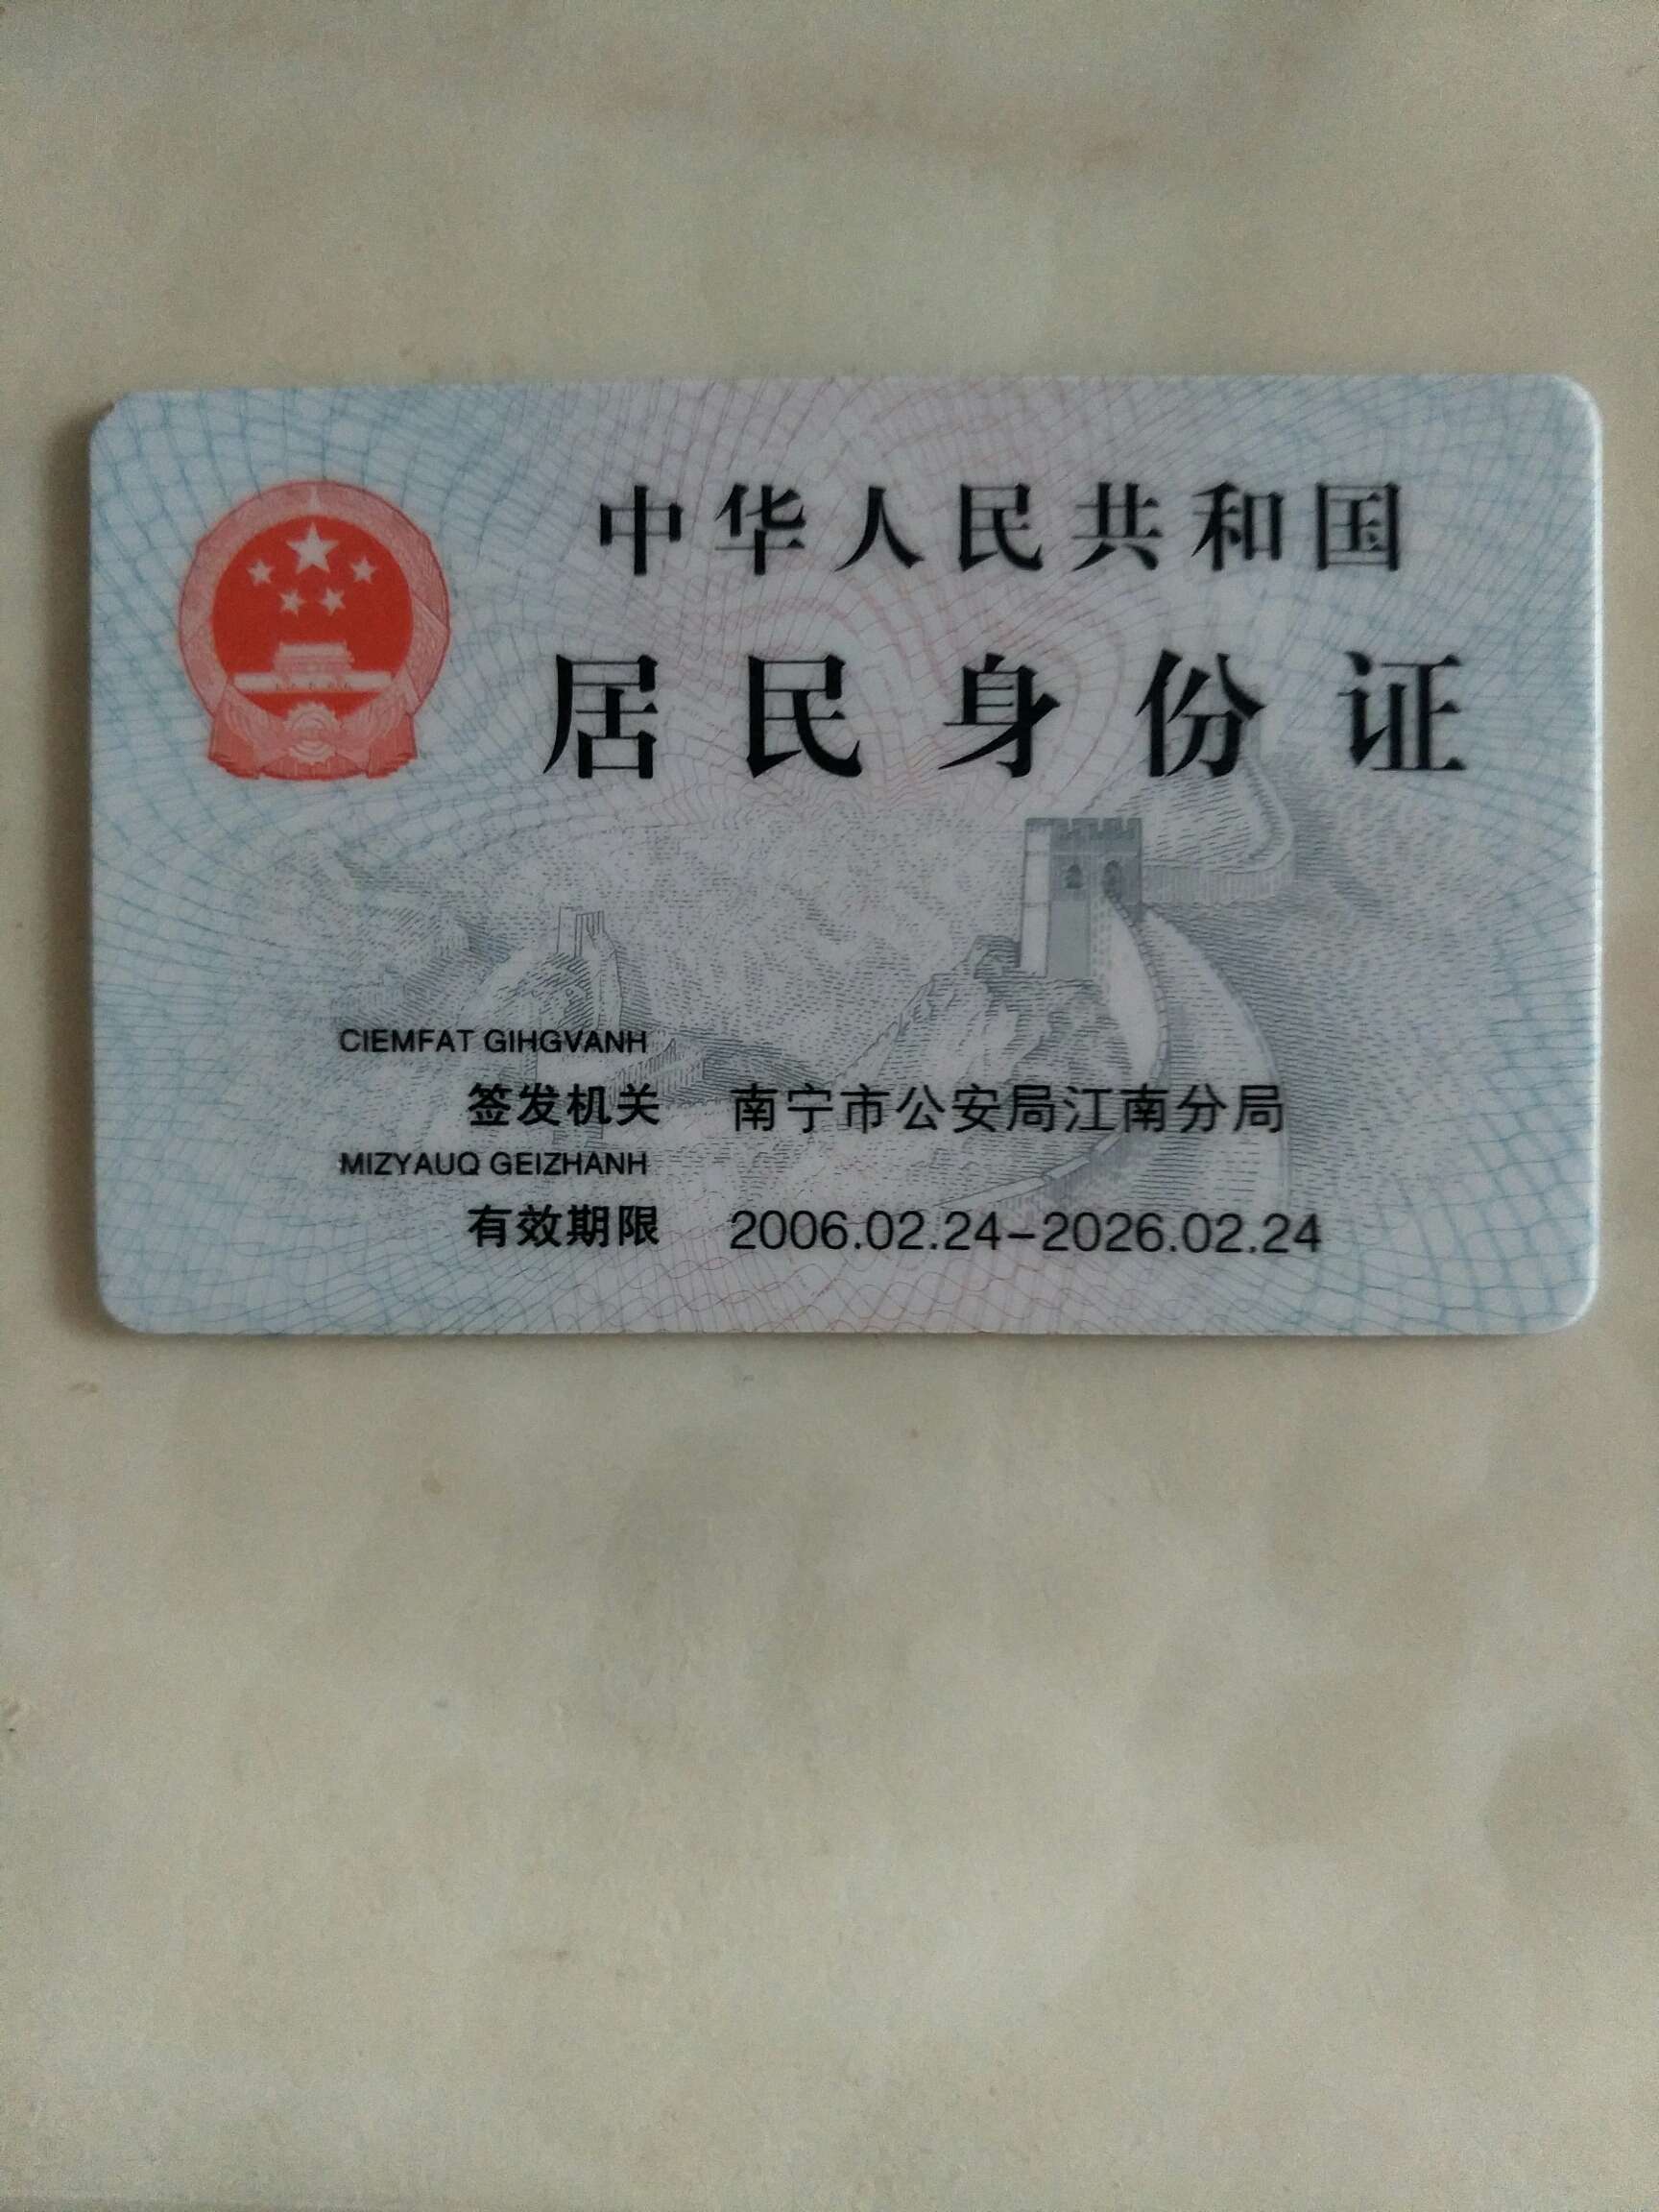 中华人民共和国
居民身份证
CIEMFAT GIHGVANH
签发机关 南宁市公安局江南分局
MIZYAUQ GEIZHANH
有效期限 2006.02.24-2026.02.24